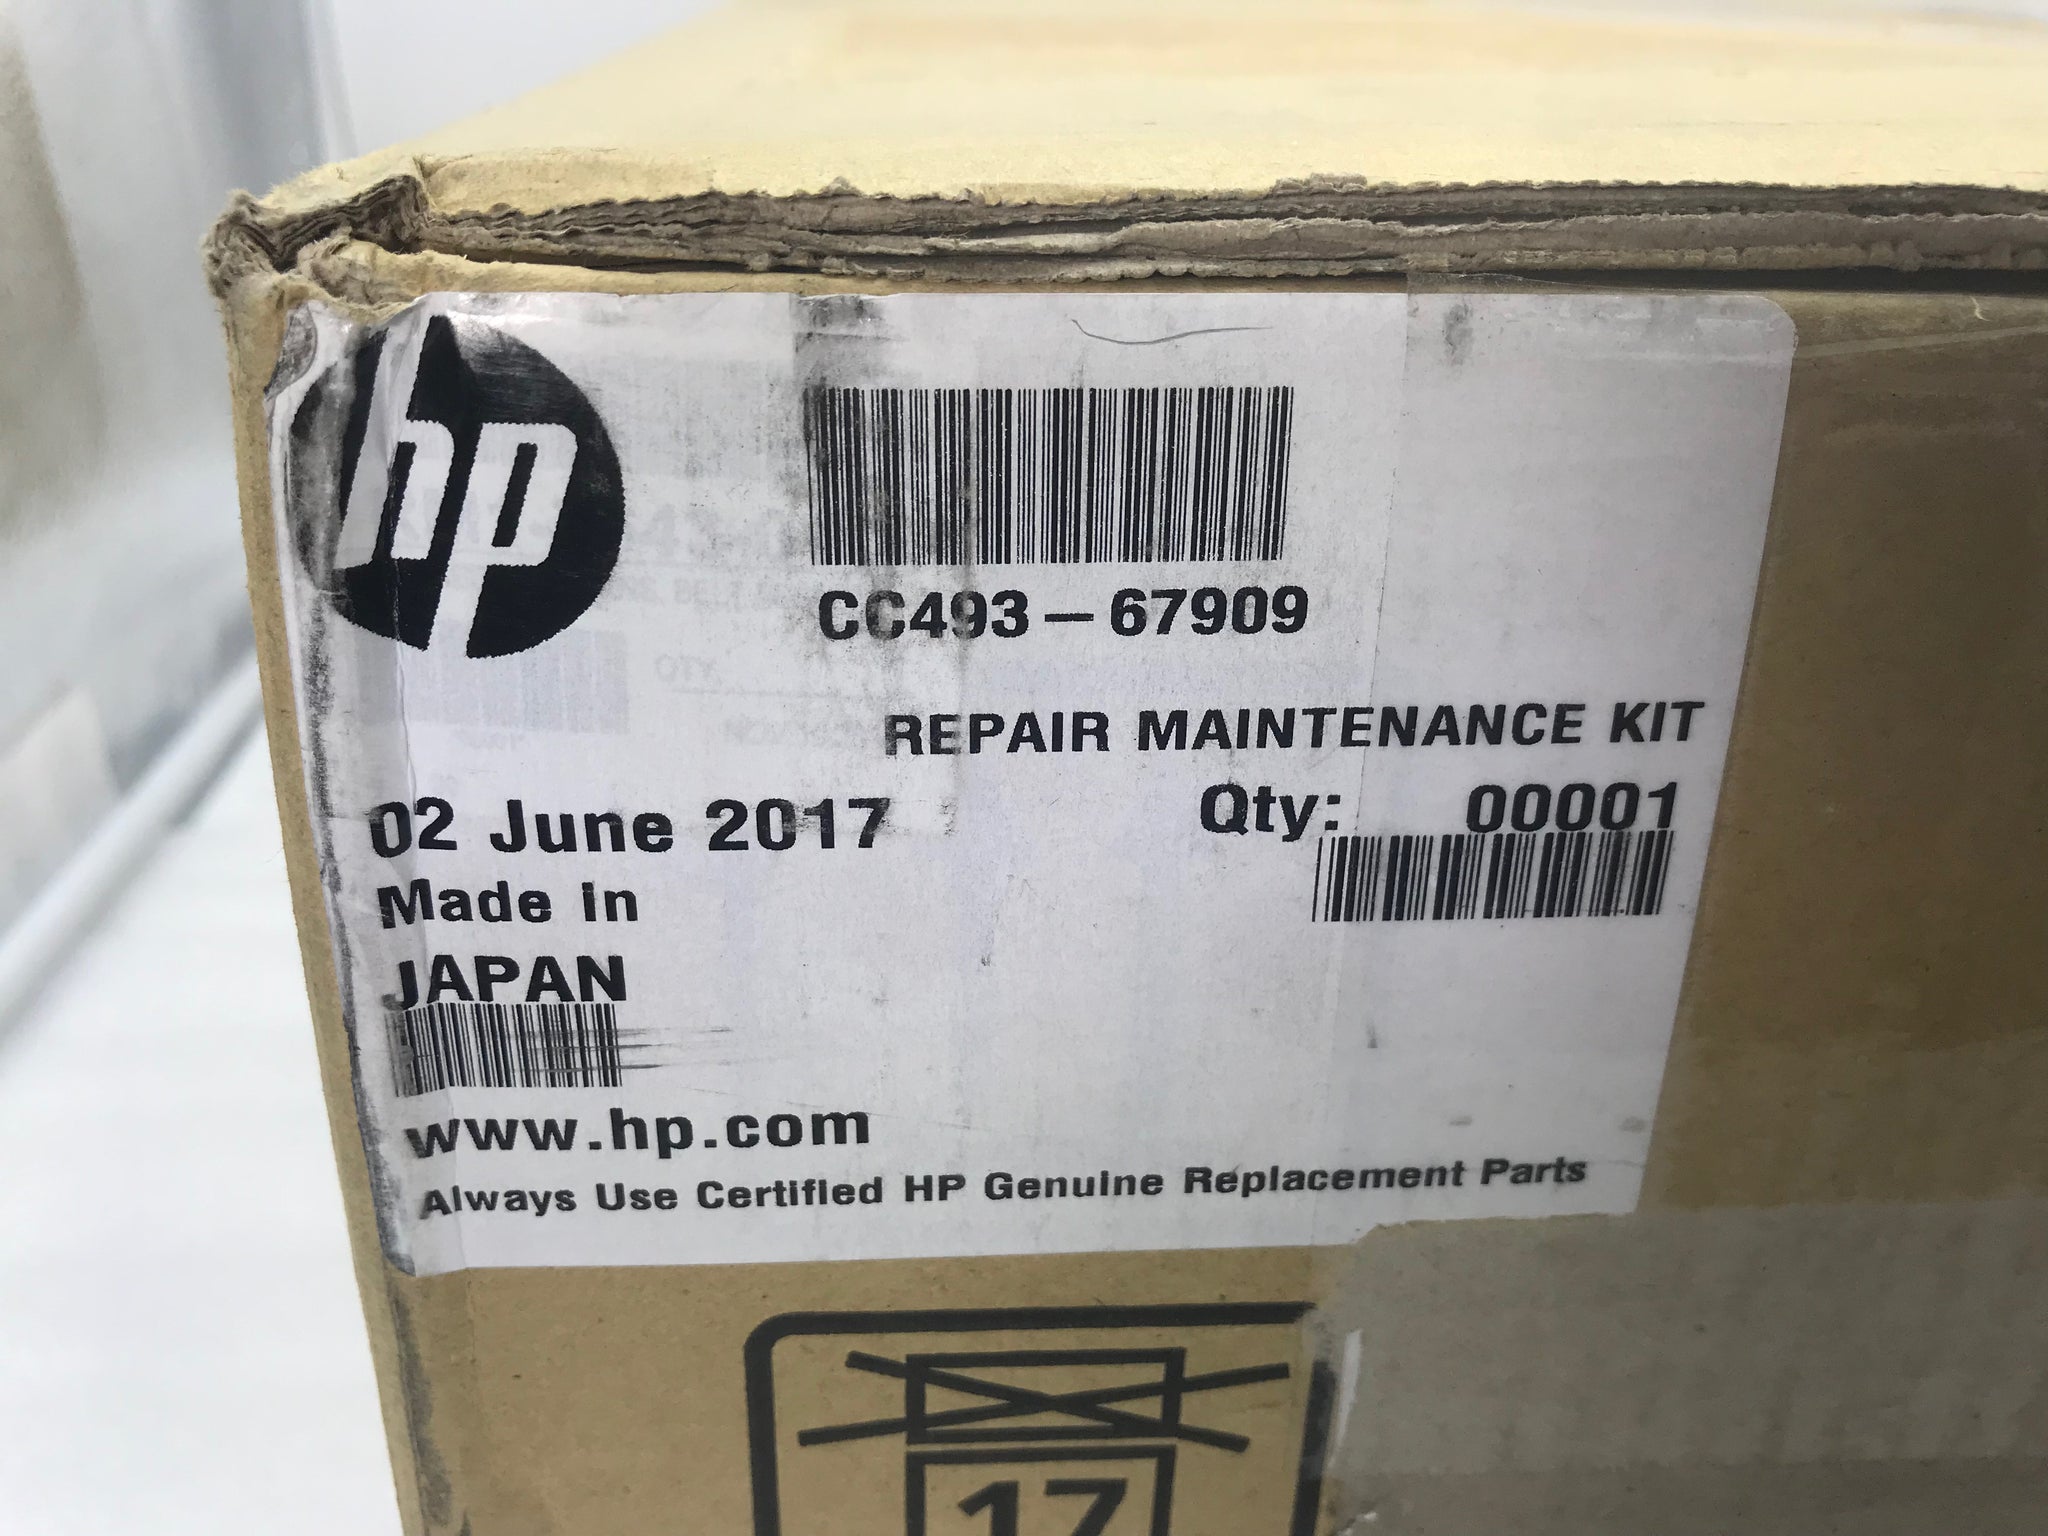 hp
CC493-67909
REPAIR MAINTENANCE KIT
02 June 2017
Qty: 00001
Made in
JAPAN
www.hp.com
Always Use Certified HP Genuine Replacement Parts
17